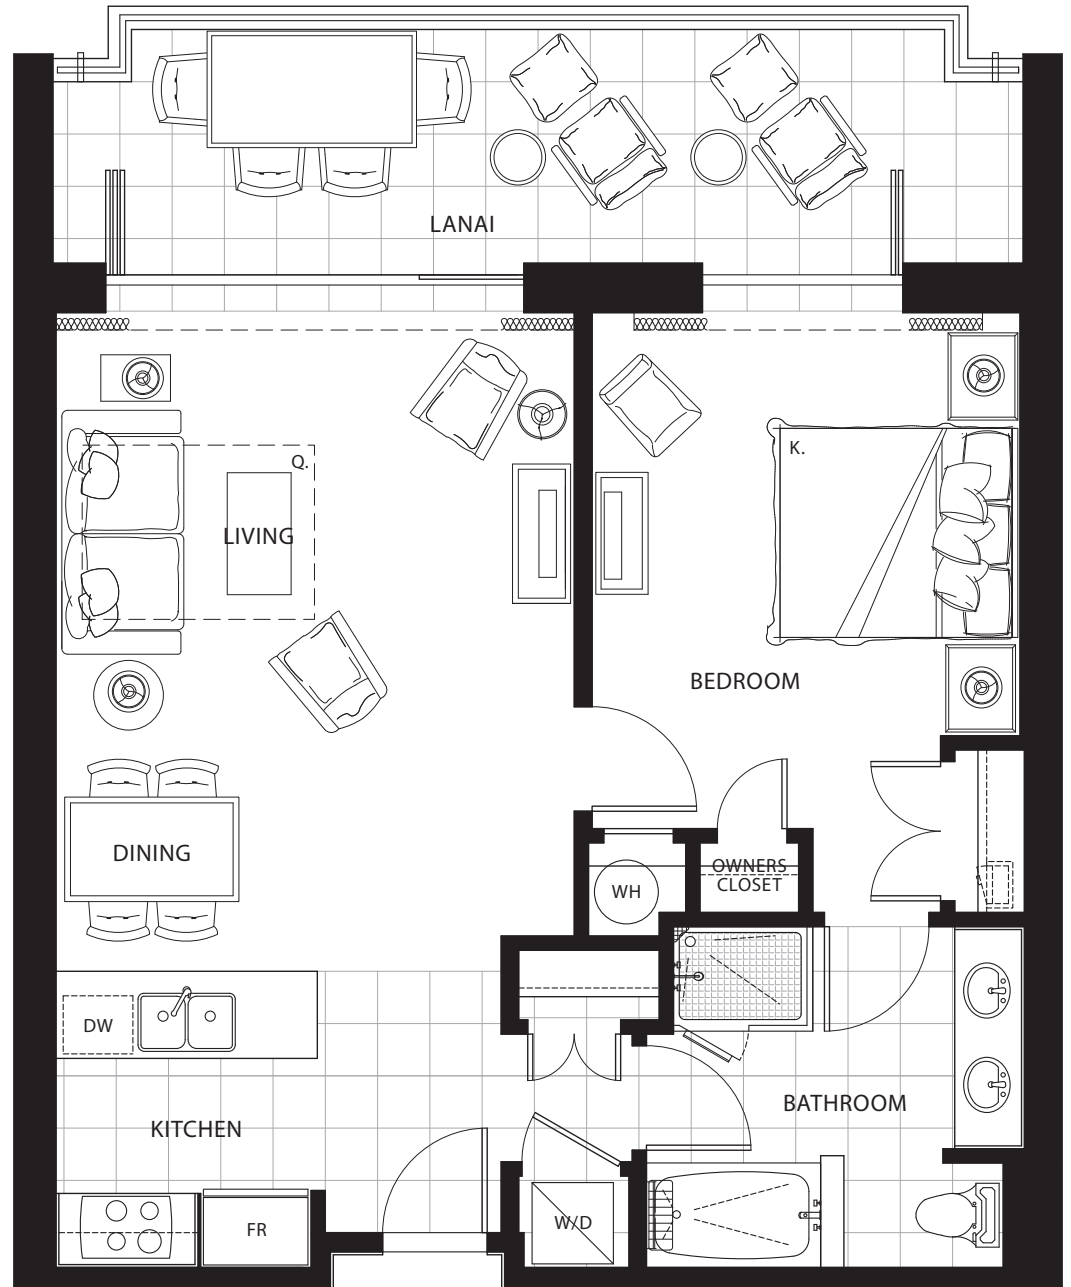 LANAI
Q.
K.
LIVING
BEDROOM
DINING
WH
OWNERS
CLOSET
DW
KITCHEN
BATHROOM
FR
W/D